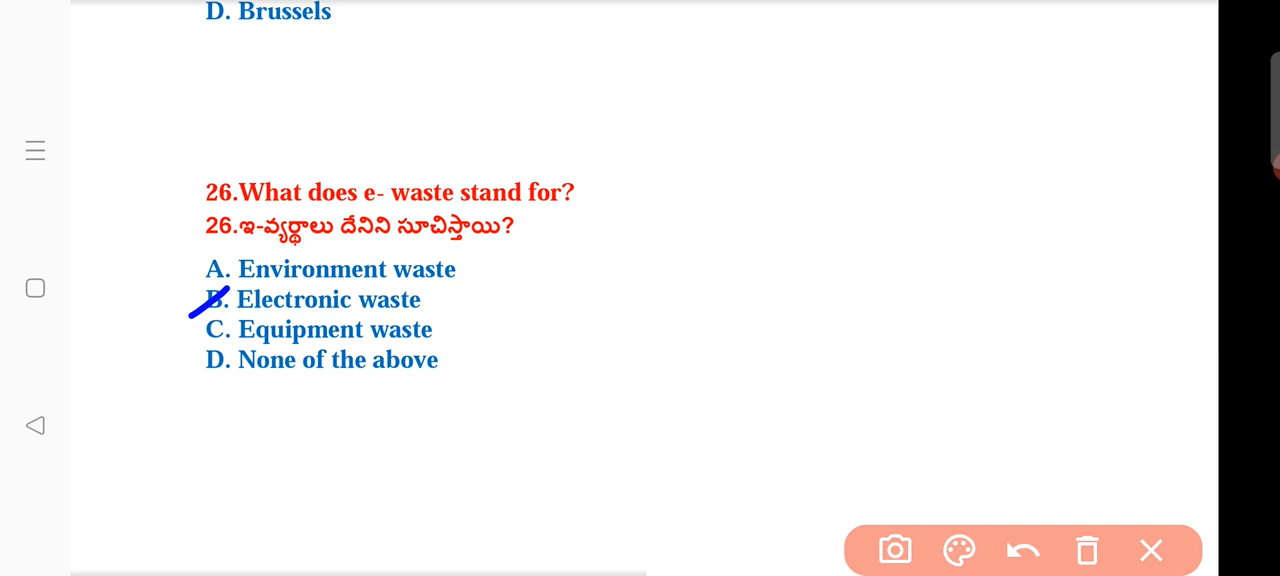 D. Brussels
26.What does e- waste stand for?
26.ఇ-వ్యర్థాలు దేనిని సూచిస్తాయి?
A. Environment waste
B. Electronic waste
C. Equipment waste
D. None of the above